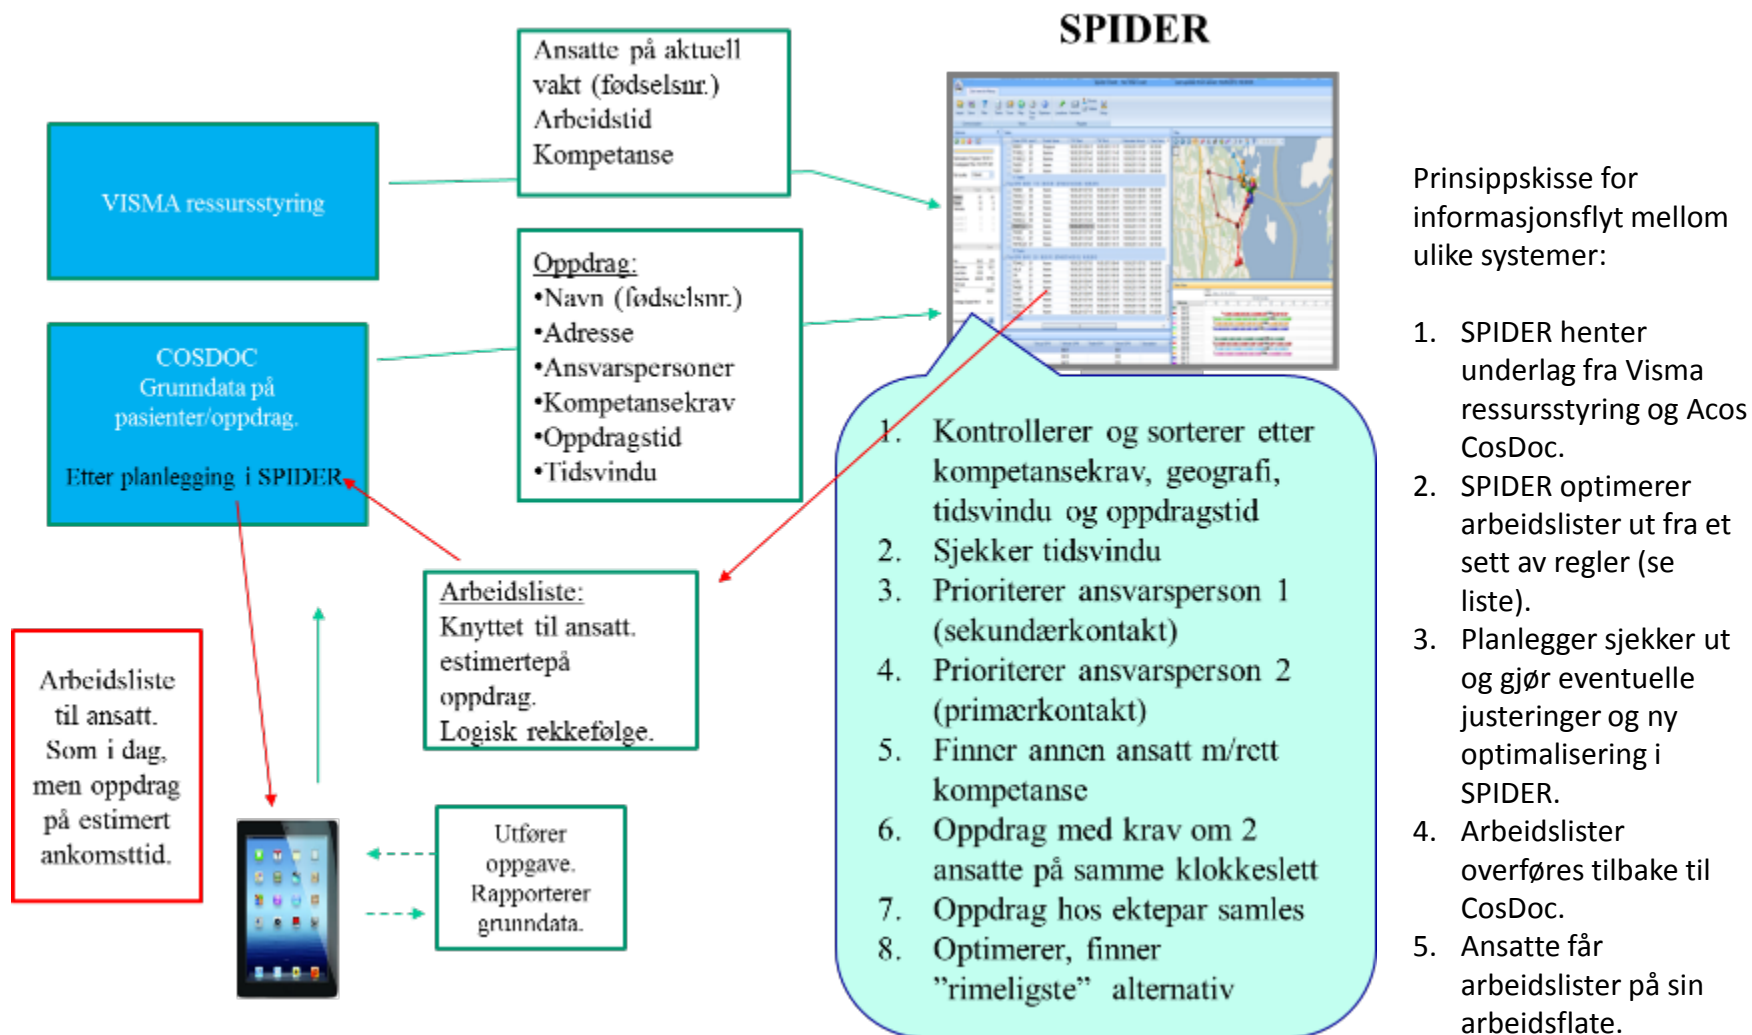 SPIDER
Ansatte på aktuell
vakt (fødselsnr.)
Arbeidstid
Kompetanse
VISMA ressursstyring
Oppdrag:
•Navn (fødselsnr.)
•Adresse
•Ansvarspersoner
•Kompetansekrav
•Oppdragstid
•Tidsvindu
COSDOC
Grunndata på
pasienter/oppdrag.
Etter planlegging i SPIDER
Arbeidsliste:
Knyttet til ansatt.
estimertepå
oppdrag.
Logisk rekkefølge.
Arbeidsliste
til ansatt.
Som i dag,
men oppdrag
på estimert
ankomsttid.
Utfører
oppgave.
Rapporterer
grunndata.
1. Kontrollerer og sorterer etter
kompetansekrav, geografi,
tidsvindu og oppdragstid
2. Sjekker tidsvindu
3. Prioriterer ansvarsperson 1
(sekundærkontakt)
4. Prioriterer ansvarsperson 2
(primærkontakt)
5. Finner annen ansatt m/rett
kompetanse
6. Oppdrag med krav om 2
ansatte på samme klokkeslett
7. Oppdrag hos ektepar samles
8. Optimerer, finner
”rimeligste” alternativ
Prinsippskisse for
informasjonsflyt mellom
ulike systemer:
1. SPIDER henter
underlag fra Visma
ressursstyring og Acos
CosDoc.
2. SPIDER optimerer
arbeidslister ut fra et
sett av regler (se
liste).
3. Planlegger sjekker ut
og gjør eventuelle
justeringer og ny
optimalisering i
SPIDER.
4. Arbeidslister
overføres tilbake til
CosDoc.
5. Ansatte får
arbeidslister på sin
arbeidsflate.